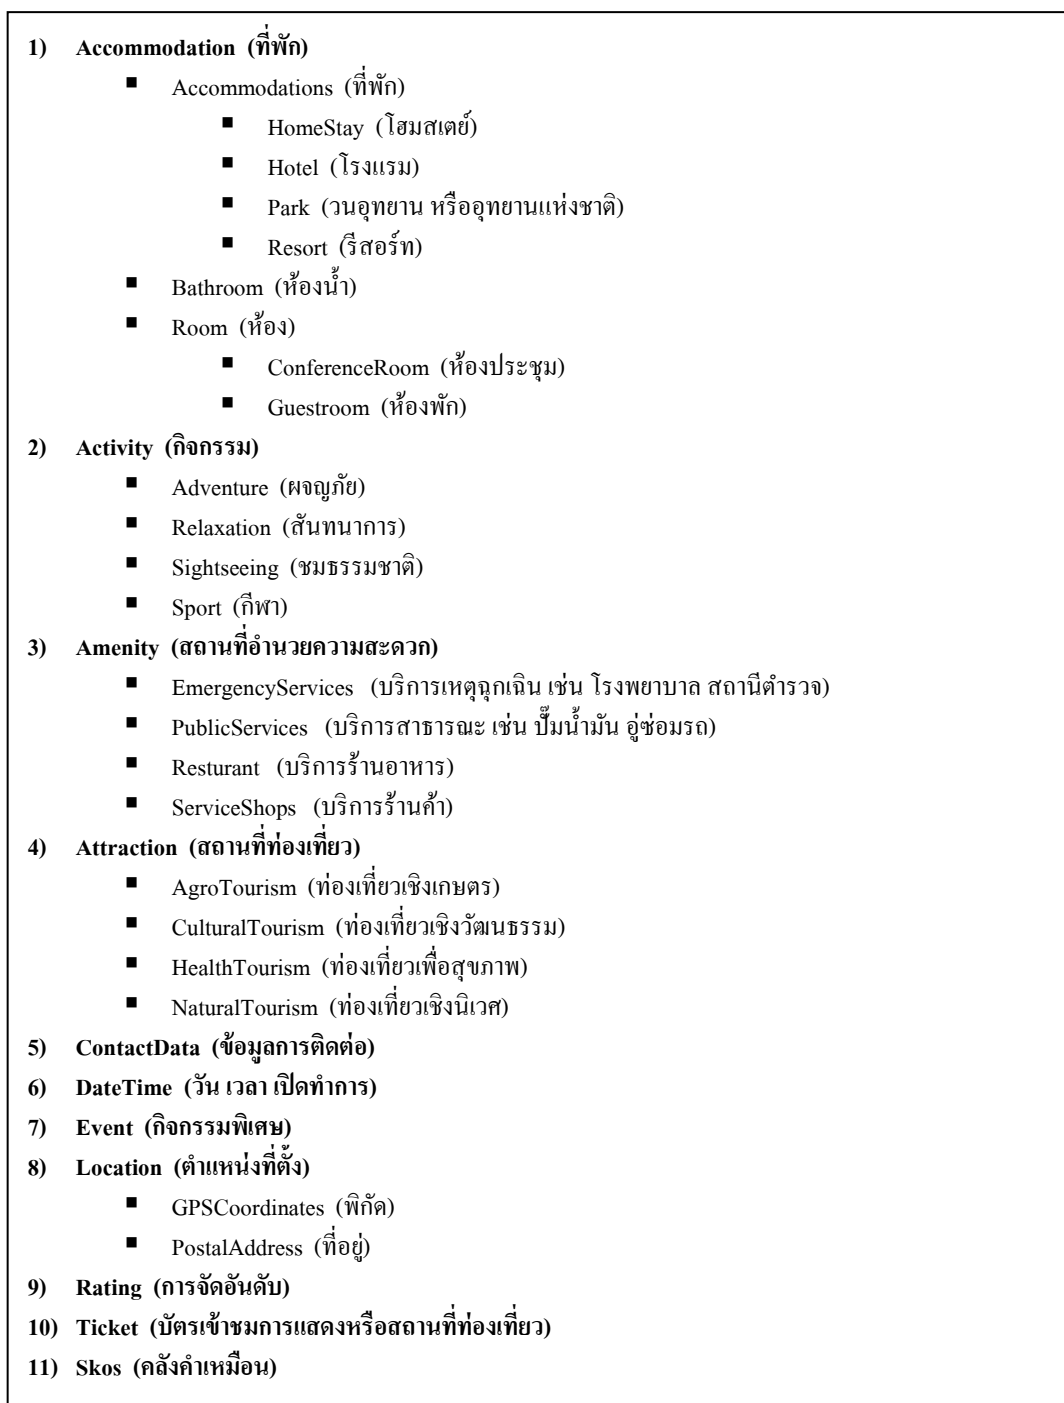 1) Accommodation (ที่พัก)
▪ Accommodations (ที่พัก)
▪ HomeStay (โฮมสเตย์)
▪ Hotel (โรงแรม)
▪ Park (วนอุทยาน หรืออุทยานแห่งชาติ)
▪ Resort (รีสอร์ท)
▪ Bathroom (ห้องน้ำ)
▪ Room (ห้อง)
▪ ConferenceRoom (ห้องประชุม)
▪ Guestroom (ห้องพัก)
2) Activity (กิจกรรม)
▪ Adventure (ผจญภัย)
▪ Relaxation (สันทนาการ)
▪ Sightseeing (ชมธรรมชาติ)
▪ Sport (กีฬา)
3) Amenity (สถานที่อำนวยความสะดวก)
▪ EmergencyServices (บริการเหตุฉุกเฉิน เช่น โรงพยาบาล สถานีตำรวจ)
▪ PublicServices (บริการสาธารณะ เช่น ปั๊มน้ำมัน อู่ซ่อมรถ)
▪ Resturant (บริการร้านอาหาร)
▪ ServiceShops (บริการร้านค้า)
4) Attraction (สถานที่ท่องเที่ยว)
▪ AgroTourism (ท่องเที่ยวเชิงเกษตร)
▪ CulturalTourism (ท่องเที่ยวเชิงวัฒนธรรม)
▪ HealthTourism (ท่องเที่ยวเพื่อสุขภาพ)
▪ NaturalTourism (ท่องเที่ยวเชิงนิเวศ)
5) ContactData (ข้อมูลการติดต่อ)
6) DateTime (วัน เวลา เปิดทำการ)
7) Event (กิจกรรมพิเศษ)
8) Location (ตำแหน่งที่ตั้ง)
▪ GPSCoordinates (พิกัด)
▪ PostalAddress (ที่อยู่)
9) Rating (การจัดอันดับ)
10) Ticket (บัตรเข้าชมการแสดงหรือสถานที่ท่องเที่ยว)
11) Skos (คลังคำเหมือน)